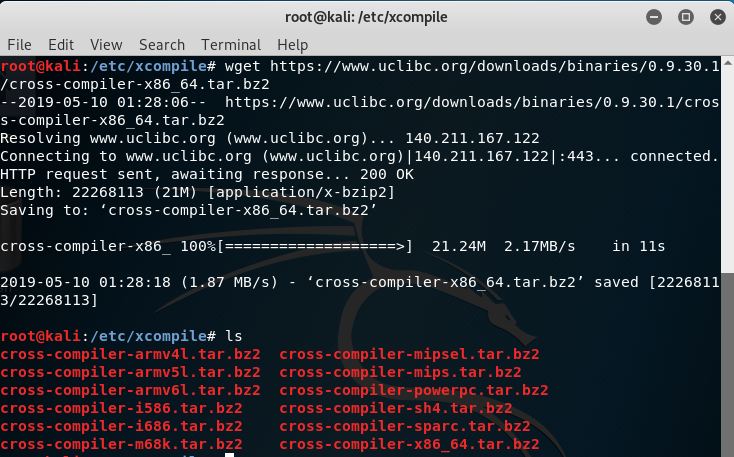 root@kali: /etc/xcompile
File Edit View Search Terminal Help
root@kali:/etc/xcompile# wget https://www.uclibc.org/downloads/binaries/0.9.30.1
/cross-compiler-x86_64.tar.bz2
--2019-05-10 01:28:06--  https://www.uclibc.org/downloads/binaries/0.9.30.1/cros
s-compiler-x86_64.tar.bz2
Resolving www.uclibc.org (www.uclibc.org)... 140.211.167.122
Connecting to www.uclibc.org (www.uclibc.org)|140.211.167.122|:443... connected.
HTTP request sent, awaiting response... 200 OK
Length: 22268113 (21M) [application/x-bzip2]
Saving to: ‘cross-compiler-x86_64.tar.bz2’
cross-compiler-x86_ 100%[===================>]  21.24M  2.17MB/s    in 11s
2019-05-10 01:28:18 (1.87 MB/s) - ‘cross-compiler-x86_64.tar.bz2’ saved [2226811
3/22268113]
root@kali:/etc/xcompile# ls
cross-compiler-armv4l.tar.bz2  cross-compiler-mipsel.tar.bz2
cross-compiler-armv5l.tar.bz2  cross-compiler-mips.tar.bz2
cross-compiler-armv6l.tar.bz2  cross-compiler-powerpc.tar.bz2
cross-compiler-i586.tar.bz2    cross-compiler-sh4.tar.bz2
cross-compiler-i686.tar.bz2    cross-compiler-sparc.tar.bz2
cross-compiler-m68k.tar.bz2    cross-compiler-x86_64.tar.bz2